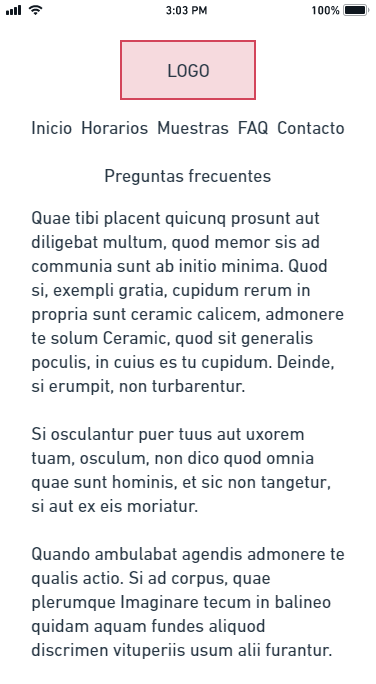 3:03 PM 100%
LOGO
Inicio Horarios Muestras FAQ Contacto
Preguntas frecuentes
Quae tibi placent quicunq prosunt aut
diligebat multum, quod memor sis ad
communia sunt ab initio minima. Quod
si, exempli gratia, cupidum rerum in
propria sunt ceramic calicem, admonere
te solum Ceramic, quod sit generalis
poculis, in cuius es tu cupidum. Deinde,
si erumpit, non turbarentur.
Si osculantur puer tuus aut uxorem
tuam, osculum, non dico quod omnia
quae sunt hominis, et sic non tangetur,
si aut ex eis moriatur.
Quando ambulabat agendis admonere te
qualis actio. Si ad corpus, quae
plerumque Imaginare tecum in balineo
quidam aquam fundes aliquod
discrimen vituperiis usum alii furantur.